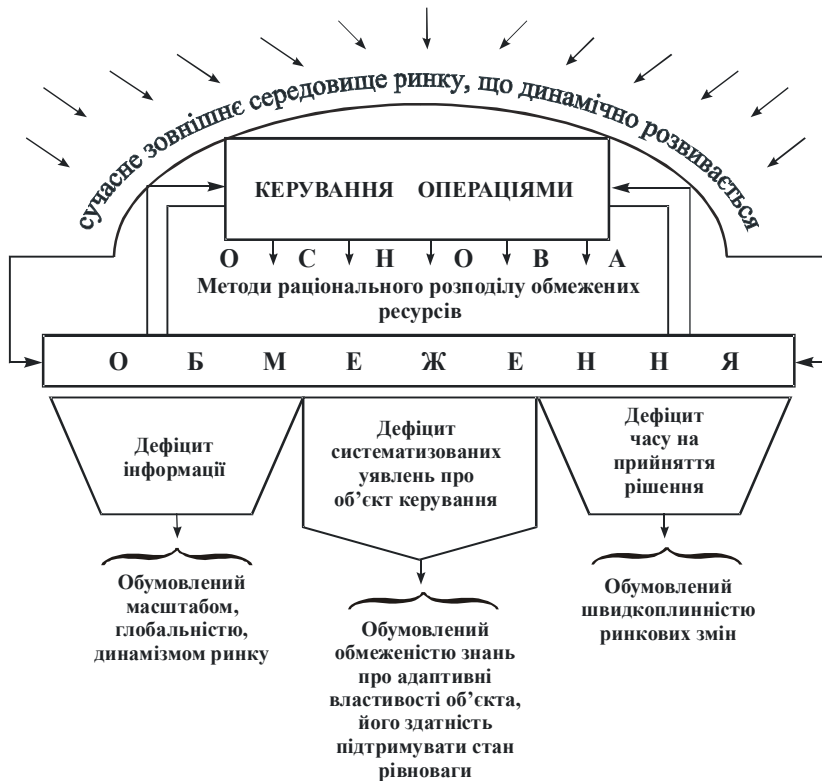 сучасне зовнішнє середовище ринку, що динамічно розвивається
КЕРУВАННЯ ОПЕРАЦІЯМИ
О С Н О В А
Методи раціонального розподілу обмежених
ресурсів
О Б М Е Ж Е Н Н Я
Дефіцит
інформації
Дефіцит
систематизованих
уявлень про
об’єкт керування
Дефіцит
часу на
прийняття
рішення
Обумовлений
масштабом,
глобальністю,
динамізмом ринку
Обумовлений
обмеженістю знань
про адаптивні
властивості об’єкта,
його здатність
підтримувати стан
рівноваги
Обумовлений
швидкоплинністю
ринкових змін